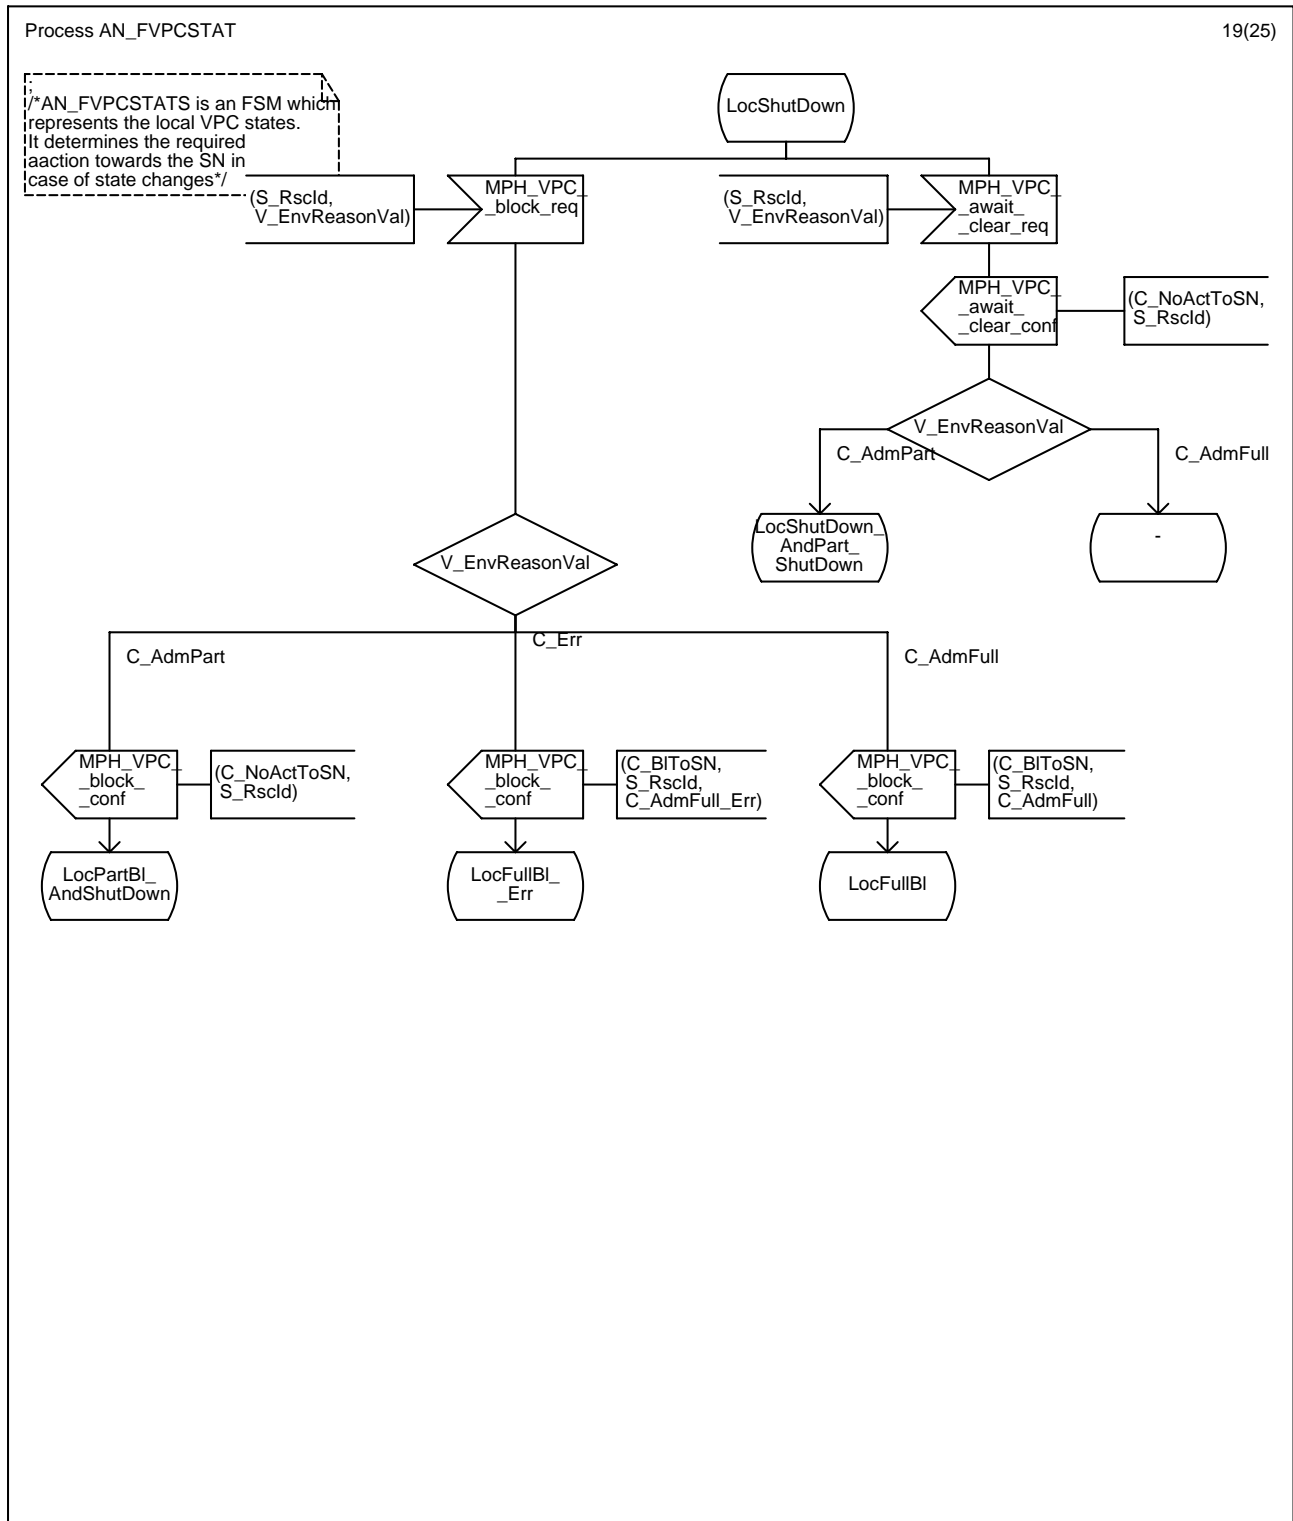 Process AN_FVPCSTAT
19(25)
;
/*AN_FVPCSTATS is an FSM which
represents the local VPC states.
It determines the required
aaction towards the SN in
case of state changes*/
LocShutDown
(S_RscId,
V_EnvReasonVal)
MPH_VPC_
_block_req
(S_RscId,
V_EnvReasonVal)
MPH_VPC_
_await_
_clear_req
MPH_VPC_
_await_
_clear_conf
(C_NoActToSN,
S_RscId)
V_EnvReasonVal
C_AdmPart
C_AdmFull
LocShutDown_
AndPart_
ShutDown
-
V_EnvReasonVal
C_AdmPart
C_Err
C_AdmFull
MPH_VPC_
_block_
_conf
(C_NoActToSN,
S_RscId)
MPH_VPC_
_block_
_conf
(C_BlToSN,
S_RscId,
C_AdmFull_Err)
MPH_VPC_
_block_
_conf
(C_BlToSN,
S_RscId,
C_AdmFull)
LocPartBl_
AndShutDown
LocFullBl_
_Err
LocFullBl